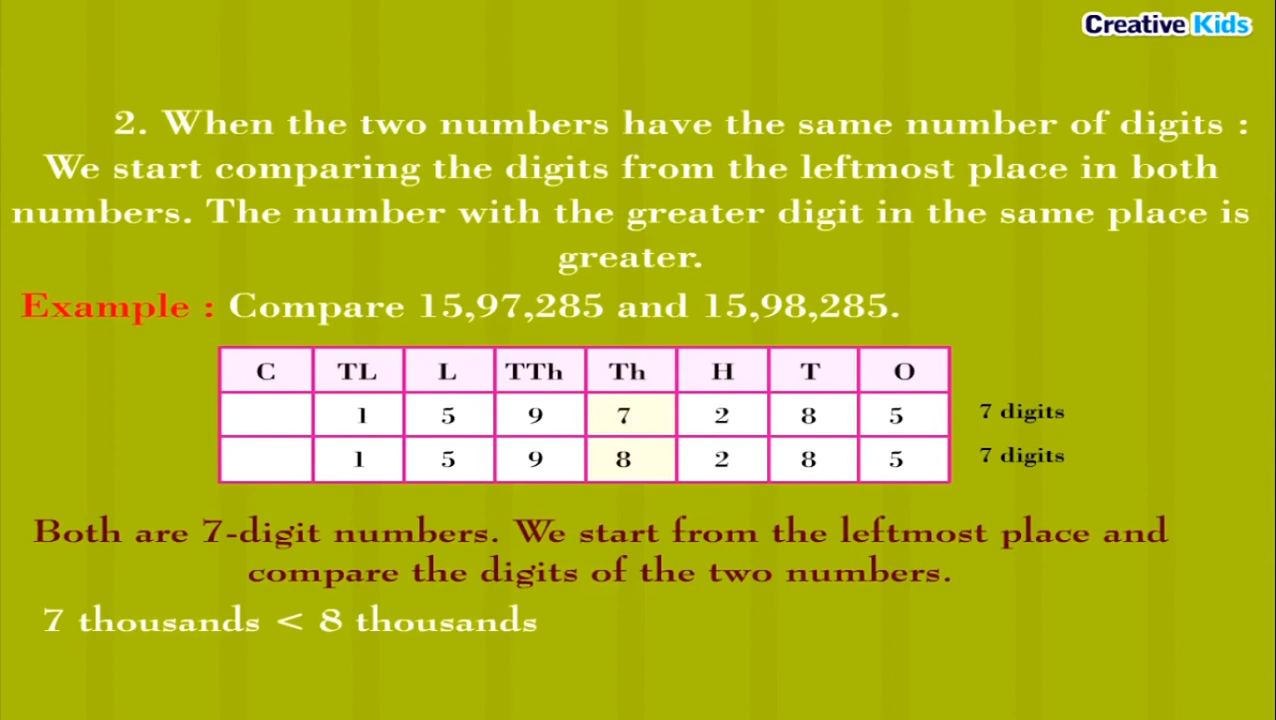 Creative Kids
2. When the two numbers have the same number of digits :
We start comparing the digits from the leftmost place in both
numbers. The number with the greater digit in the same place is
greater.
Example : Compare 15,97,285 and 15,98,285.
C TL L TTh Th H T O
1 5 9 7 2 8 5 7 digits
1 5 9 8 2 8 5 7 digits
Both are 7-digit numbers. We start from the leftmost place and
compare the digits of the two numbers.
7 thousands < 8 thousands